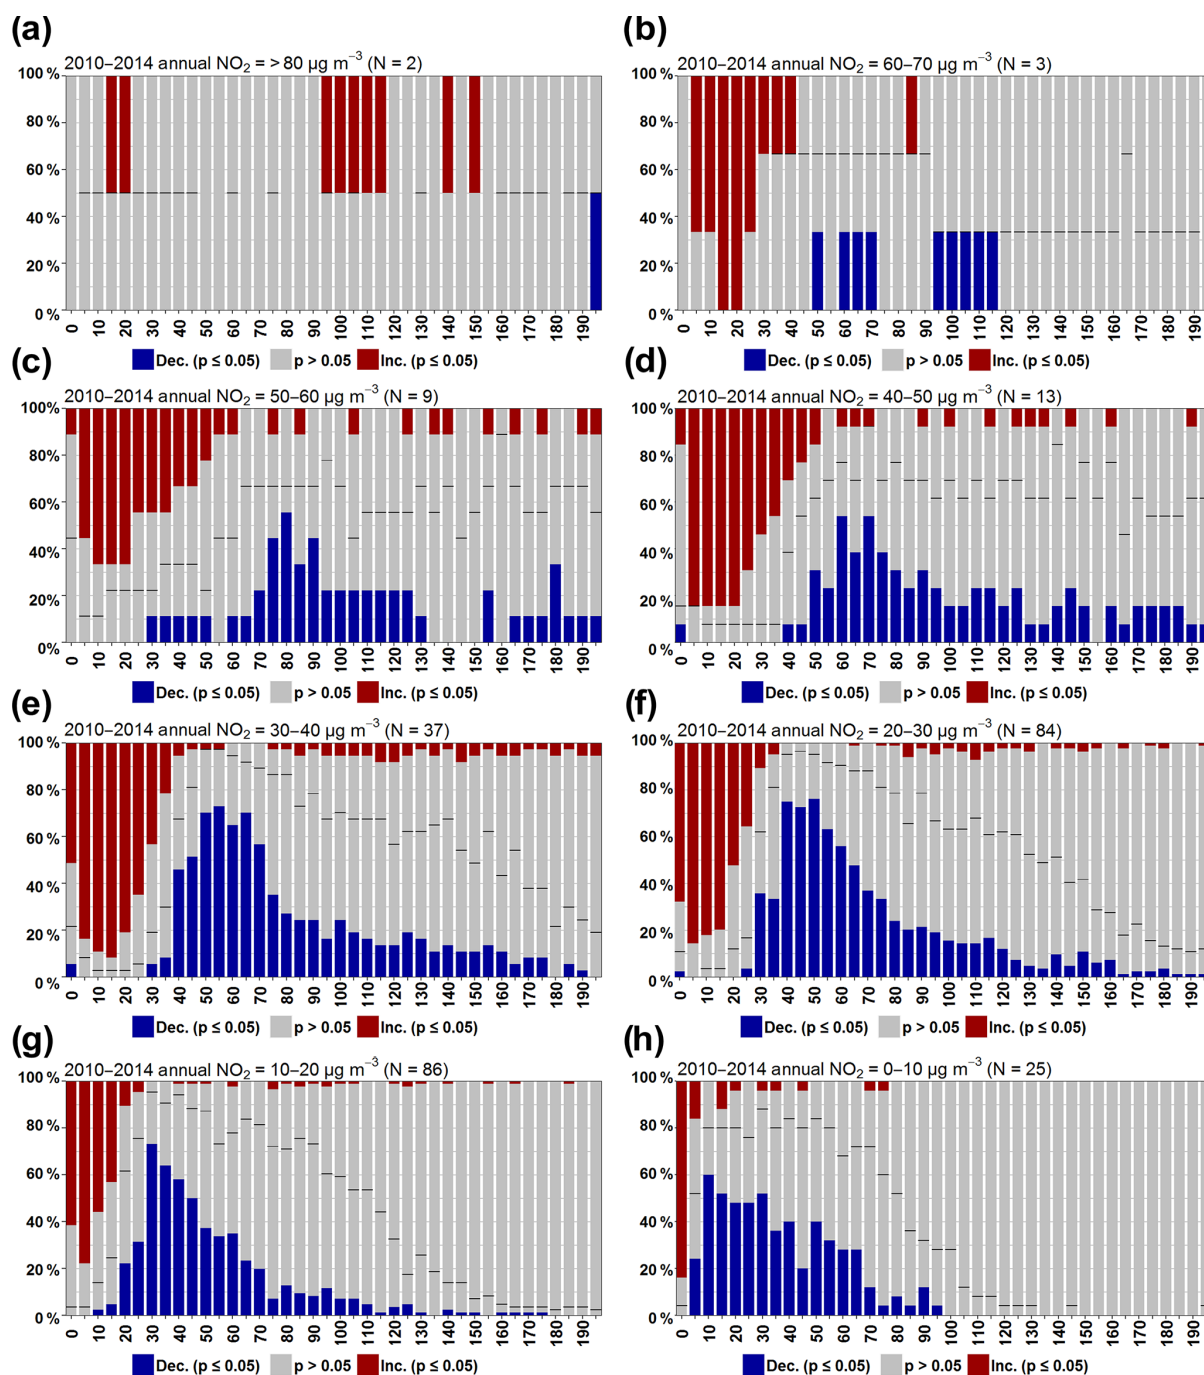 (a)
2010–2014 annual NO₂ = > 80 µg m⁻³ (N = 2)
100 %
80 %
60 %
40 %
20 %
0 %
0 10 20 30 40 50 60 70 80 90 100 110 120 130 140 150 160 170 180 190
Dec. (p ≤ 0.05) p > 0.05 Inc. (p ≤ 0.05)
(b)
2010–2014 annual NO₂ = 60–70 µg m⁻³ (N = 3)
100 %
80 %
60 %
40 %
20 %
0 %
0 10 20 30 40 50 60 70 80 90 100 110 120 130 140 150 160 170 180 190
Dec. (p ≤ 0.05) p > 0.05 Inc. (p ≤ 0.05)
(c)
2010–2014 annual NO₂ = 50–60 µg m⁻³ (N = 9)
100 %
80 %
60 %
40 %
20 %
0 %
0 10 20 30 40 50 60 70 80 90 100 110 120 130 140 150 160 170 180 190
Dec. (p ≤ 0.05) p > 0.05 Inc. (p ≤ 0.05)
(d)
2010–2014 annual NO₂ = 40–50 µg m⁻³ (N = 13)
100 %
80 %
60 %
40 %
20 %
0 %
0 10 20 30 40 50 60 70 80 90 100 110 120 130 140 150 160 170 180 190
Dec. (p ≤ 0.05) p > 0.05 Inc. (p ≤ 0.05)
(e)
2010–2014 annual NO₂ = 30–40 µg m⁻³ (N = 37)
100 %
80 %
60 %
40 %
20 %
0 %
0 10 20 30 40 50 60 70 80 90 100 110 120 130 140 150 160 170 180 190
Dec. (p ≤ 0.05) p > 0.05 Inc. (p ≤ 0.05)
(f)
2010–2014 annual NO₂ = 20–30 µg m⁻³ (N = 84)
100 %
80 %
60 %
40 %
20 %
0 %
0 10 20 30 40 50 60 70 80 90 100 110 120 130 140 150 160 170 180 190
Dec. (p ≤ 0.05) p > 0.05 Inc. (p ≤ 0.05)
(g)
2010–2014 annual NO₂ = 10–20 µg m⁻³ (N = 86)
100 %
80 %
60 %
40 %
20 %
0 %
0 10 20 30 40 50 60 70 80 90 100 110 120 130 140 150 160 170 180 190
Dec. (p ≤ 0.05) p > 0.05 Inc. (p ≤ 0.05)
(h)
2010–2014 annual NO₂ = 0–10 µg m⁻³ (N = 25)
100 %
80 %
60 %
40 %
20 %
0 %
0 10 20 30 40 50 60 70 80 90 100 110 120 130 140 150 160 170 180 190
Dec. (p ≤ 0.05) p > 0.05 Inc. (p ≤ 0.05)